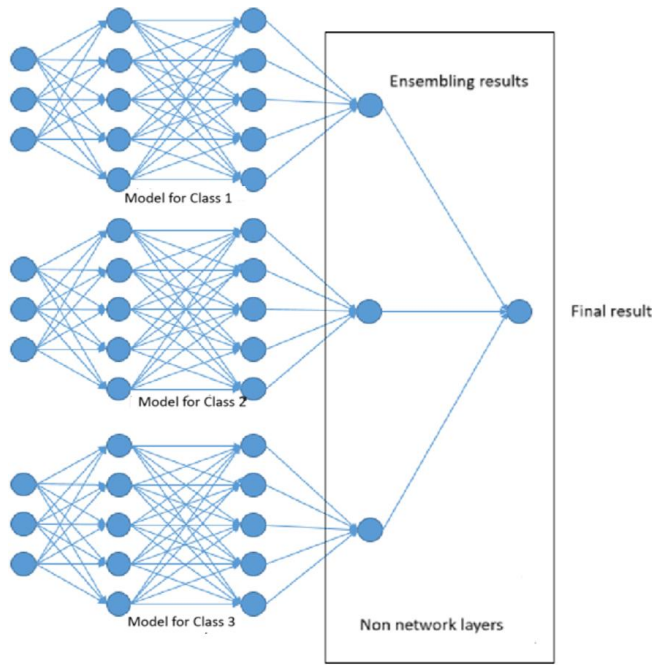 Ensembling results
Model for Class 1
Final result
Model for Class 2
Model for Class 3
Non network layers